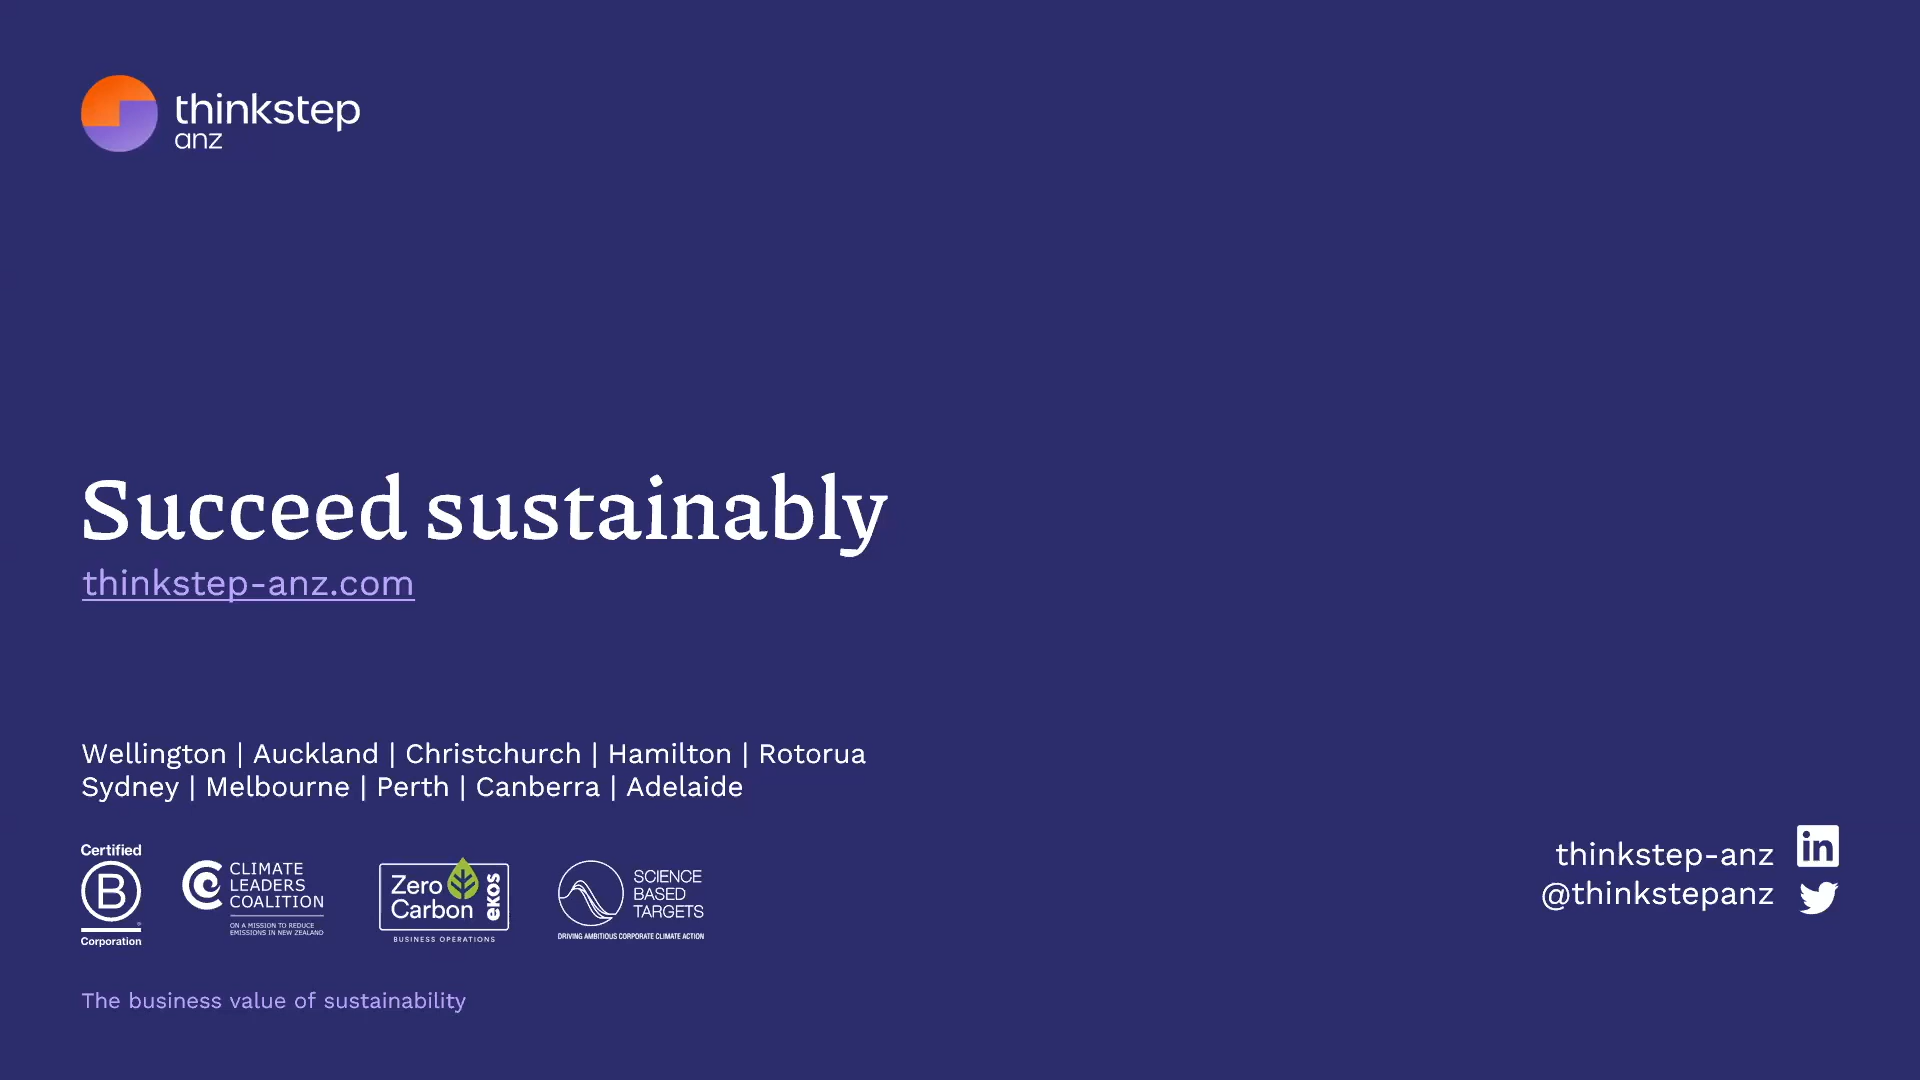 thinkstep
anz
Succeed sustainably
thinkstep-anz.com
Wellington | Auckland | Christchurch | Hamilton | Rotorua
Sydney | Melbourne | Perth | Canberra | Adelaide
Certified
B
Corporation
CLIMATE
LEADERS
COALITION
ON A MISSION TO REDUCE
EMISSIONS IN NEW ZEALAND
Zero
Carbon
ekos
BUSINESS OPERATIONS
SCIENCE
BASED
TARGETS
DRIVING AMBITIOUS CORPORATE CLIMATE ACTION
thinkstep-anz
in
@thinkstepanz
The business value of sustainability